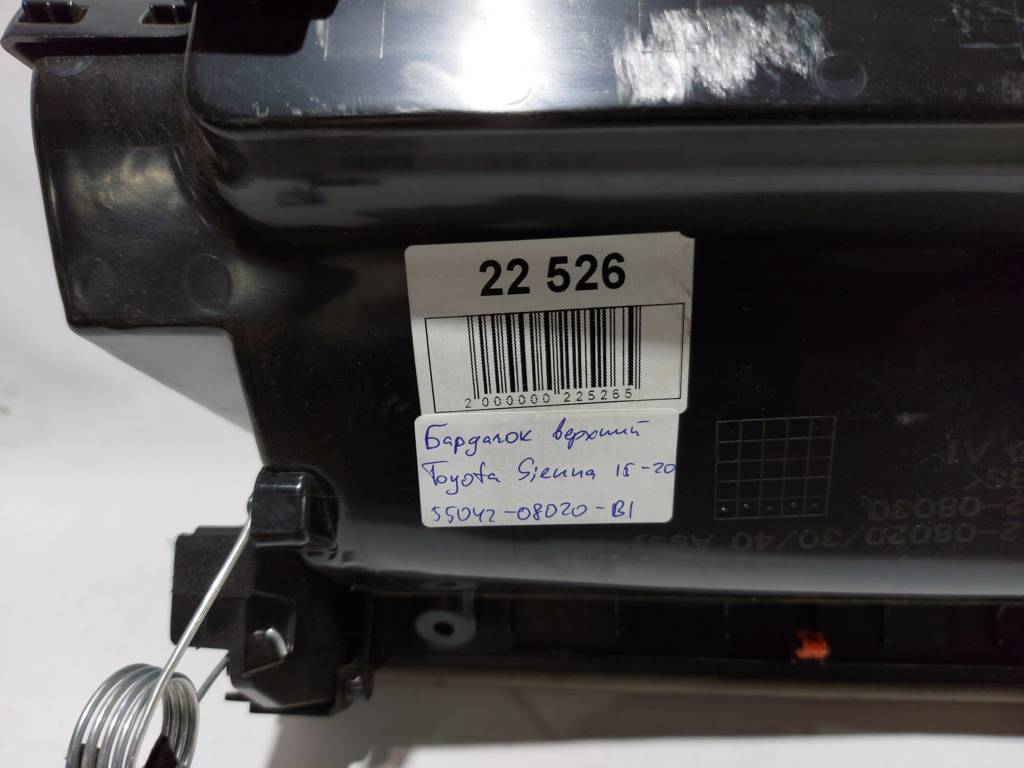 22 526
2 000000 225265
Бардачок верхний
Toyota Sienna 15-20
55042-08020-B1
2-08030
2-08020/30/40 Assy